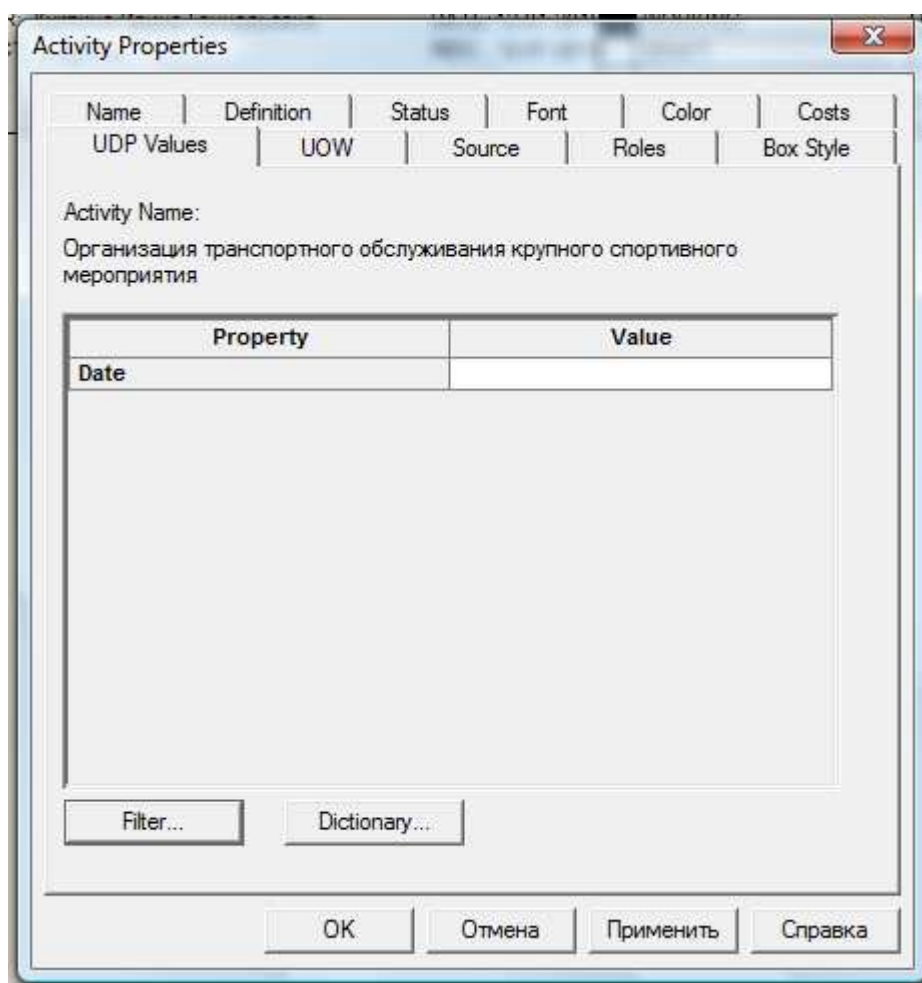 Activity Properties
Name Definition Status Font Color Costs
UDP Values UOW Source Roles Box Style
Activity Name:
Организация транспортного обслуживания крупного спортивного
мероприятия
Property Value
Date
Filter... Dictionary...
OK Отмена Применить Справка